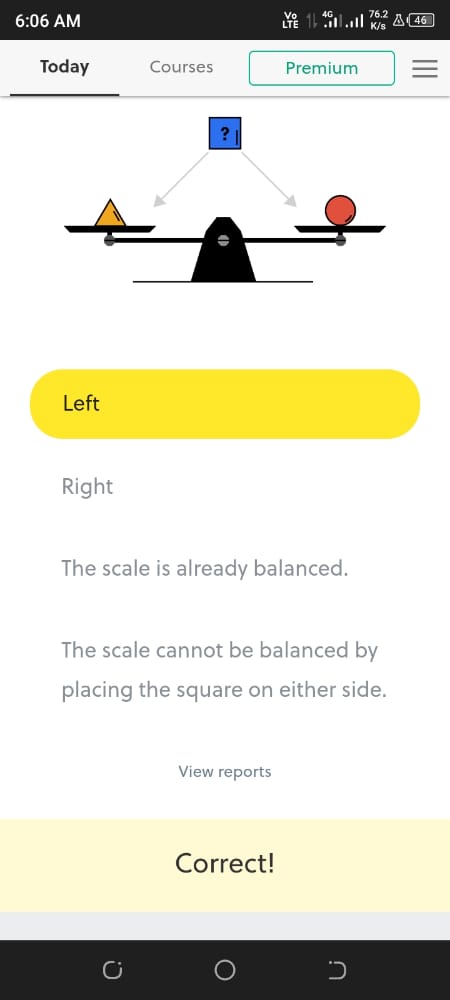 6:06 AM
Vo LTE 4G 76.2 K/s 46
Today Courses Premium
?
Left
Right
The scale is already balanced.
The scale cannot be balanced by
placing the square on either side.
View reports
Correct!